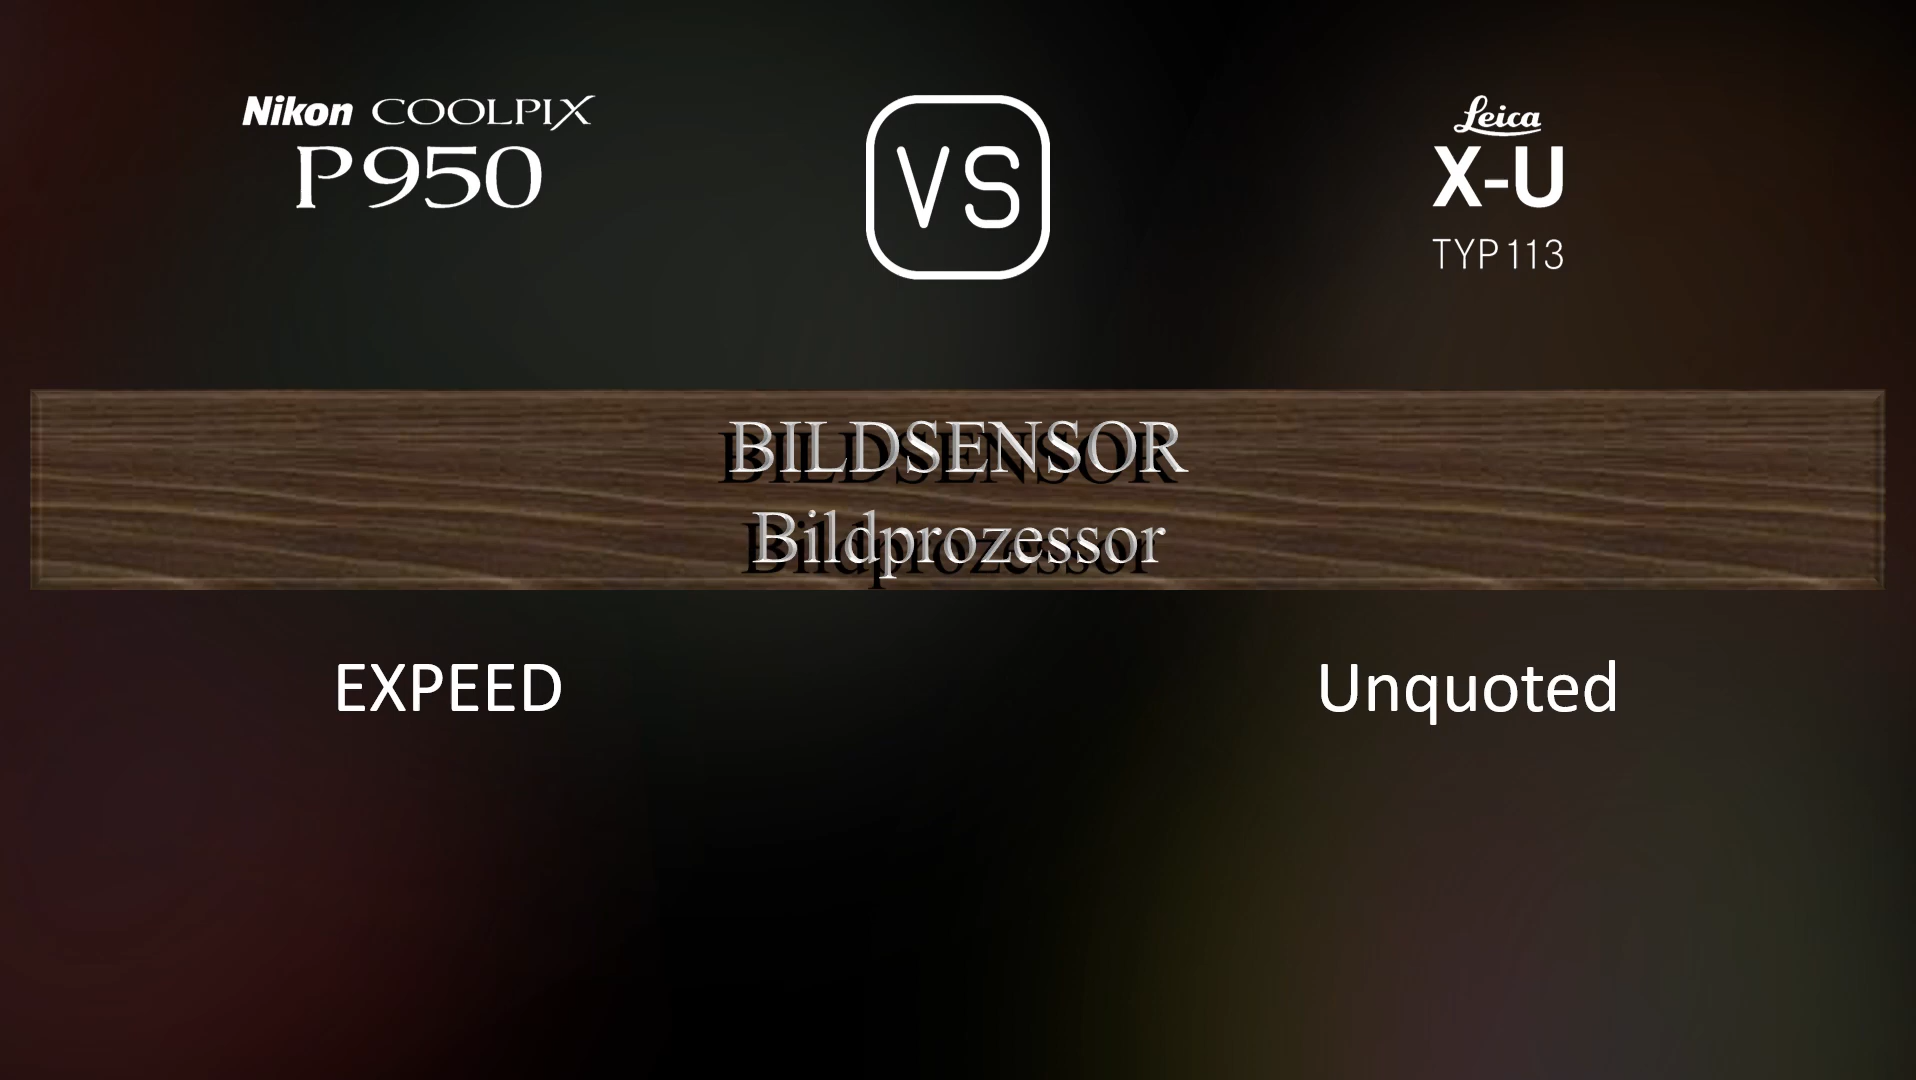 Nikon COOLPIX
P950
VS
Leica
X-U
TYP 113
BILDSENSOR
Bildprozessor
EXPEED
Unquoted